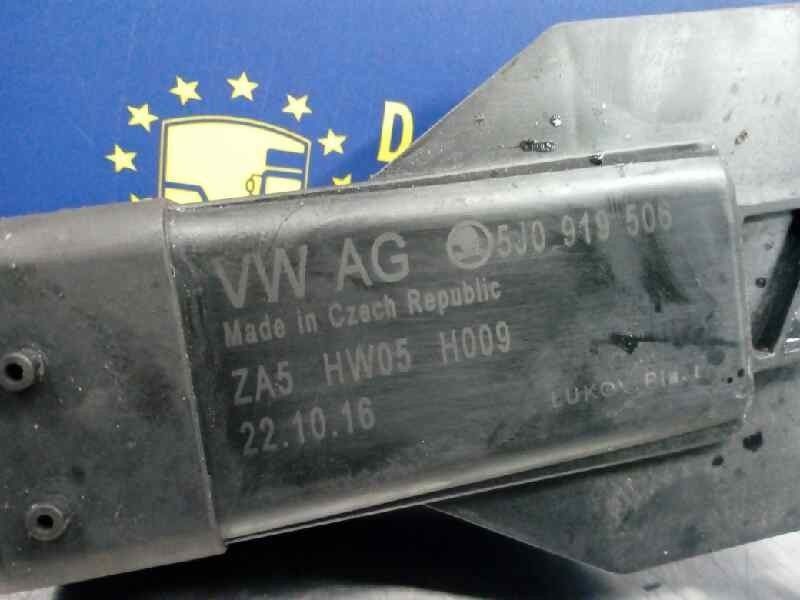 D
VW AG 5J0 919 506
Made in Czech Republic
ZA5 HW05 H009
22.10.16